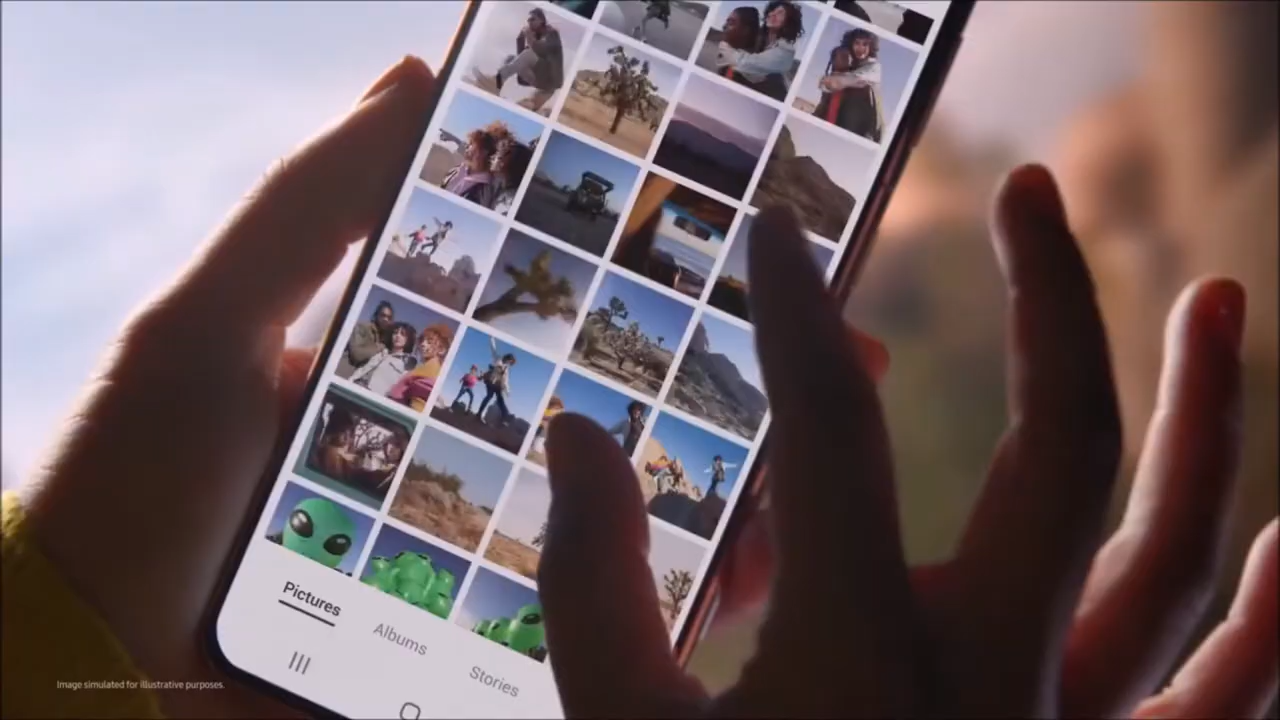 Pictures
Albums
Stories
Image simulated for illustrative purposes.